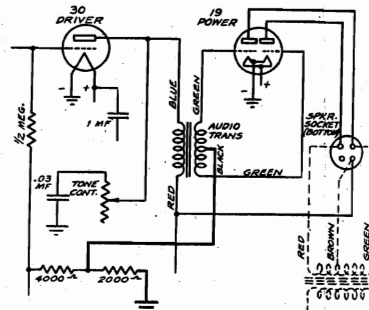 30
DRIVER
19
POWER
- +
- +
½ MEG.
1 MF
BLUE
GREEN
SPKR.
SOCKET
(BOTTOM)
AUDIO
TRANS
BLACK
.03
MF
TONE
CONT.
RED
GREEN
RED
BROWN
GREEN
4000
2000